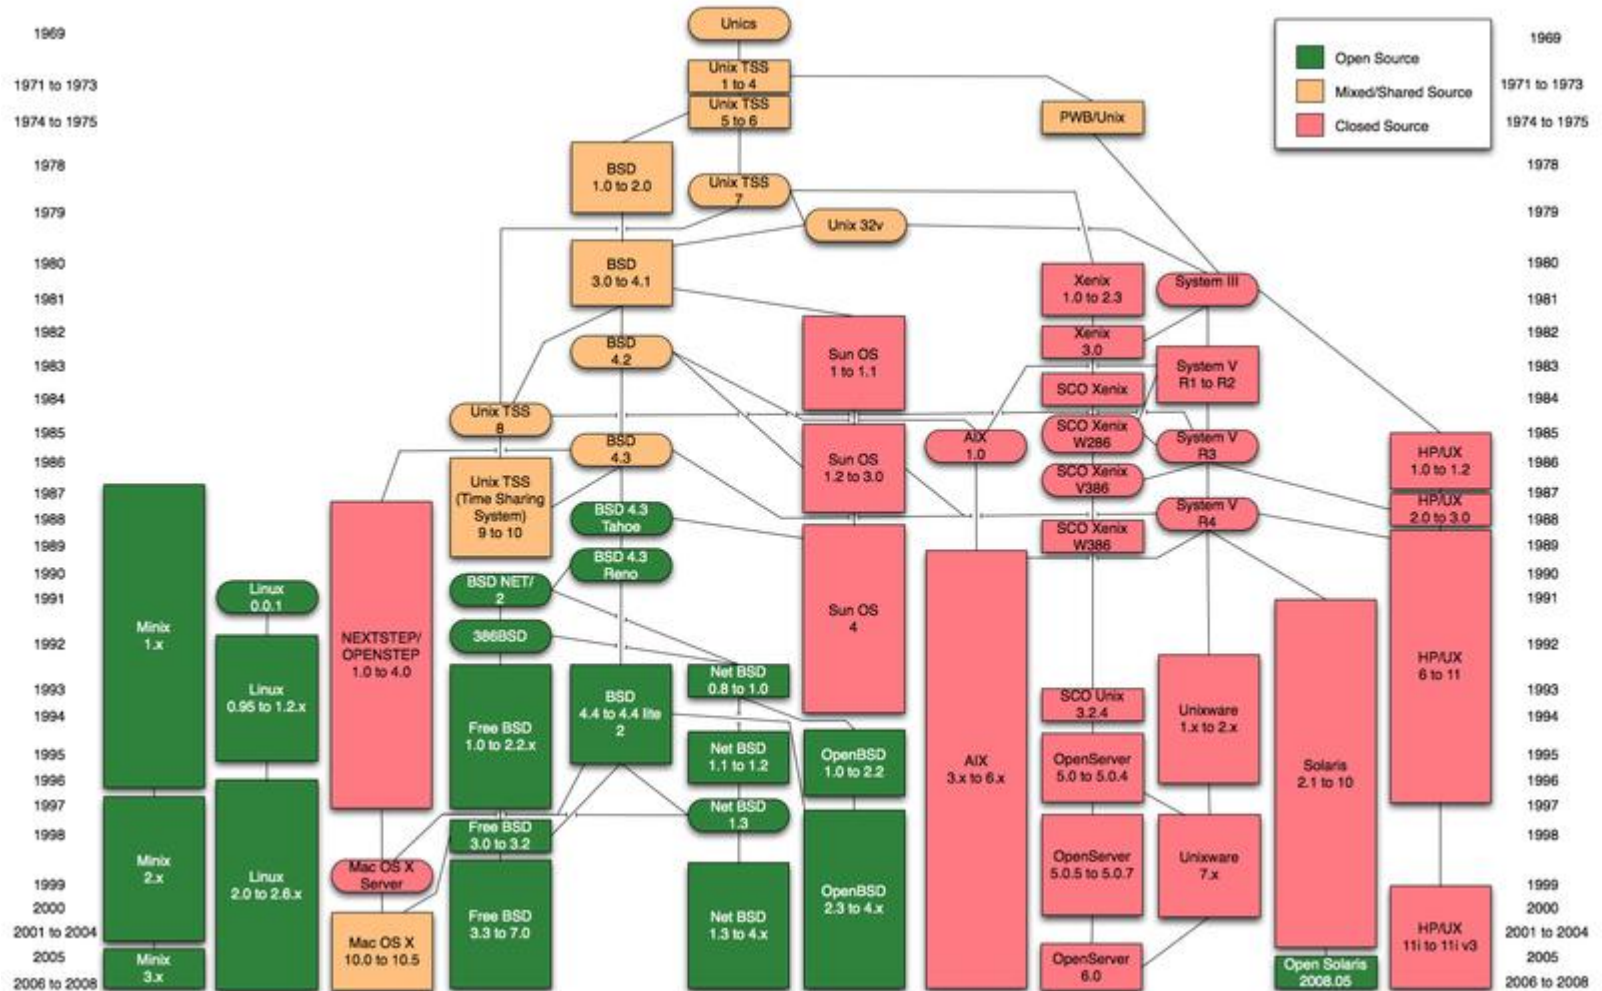 Unics
1969
1969
Open Source
Unix TSS
1 to 4
1971 to 1973
1971 to 1973
Mixed/Shared Source
Unix TSS
5 to 6
PWB/Unix
1974 to 1975
1974 to 1975
Closed Source
1978
1978
BSD
1.0 to 2.0
Unix TSS
7
1979
1979
Unix 32v
1980
1980
BSD
3.0 to 4.1
Xenix
1.0 to 2.3
System III
1981
1981
1982
1982
Xenix
3.0
BSD
4.2
Sun OS
1 to 1.1
1983
1983
System V
R1 to R2
SCO Xenix
1984
1984
Unix TSS
8
1985
1985
SCO Xenix
W286
AIX
1.0
System V
R3
BSD
4.3
HP/UX
1.0 to 1.2
1986
1986
Sun OS
1.2 to 3.0
SCO Xenix
V386
Unix TSS
(Time Sharing
System)
9 to 10
1987
1987
HP/UX
2.0 to 3.0
BSD 4.3
Tahoe
System V
R4
1988
1988
SCO Xenix
W386
1989
1989
BSD 4.3
Reno
1990
1990
BSD NET/
2
Linux
0.0.1
1991
1991
Sun OS
4
Minix
1.x
386BSD
NEXTSTEP/
OPENSTEP
1.0 to 4.0
1992
1992
HP/UX
6 to 11
Net BSD
0.8 to 1.0
1993
1993
Linux
0.95 to 1.2.x
BSD
4.4 to 4.4 lite
2
SCO Unix
3.2.4
Unixware
1.x to 2.x
1994
1994
Free BSD
1.0 to 2.2.x
Net BSD
1.1 to 1.2
OpenBSD
1.0 to 2.2
1995
1995
AIX
3.x to 6.x
OpenServer
5.0 to 5.0.4
Solaris
2.1 to 10
1996
1996
1997
1997
Net BSD
1.3
1998
1998
Free BSD
3.0 to 3.2
OpenServer
5.0.5 to 5.0.7
Unixware
7.x
Minix
2.x
Mac OS X
Server
Linux
2.0 to 2.6.x
1999
1999
OpenBSD
2.3 to 4.x
2000
2000
Free BSD
3.3 to 7.0
Net BSD
1.3 to 4.x
2001 to 2004
2001 to 2004
HP/UX
11i to 11i v3
Mac OS X
10.0 to 10.5
2005
2005
OpenServer
6.0
Minix
3.x
Open Solaris
2008.05
2006 to 2008
2006 to 2008